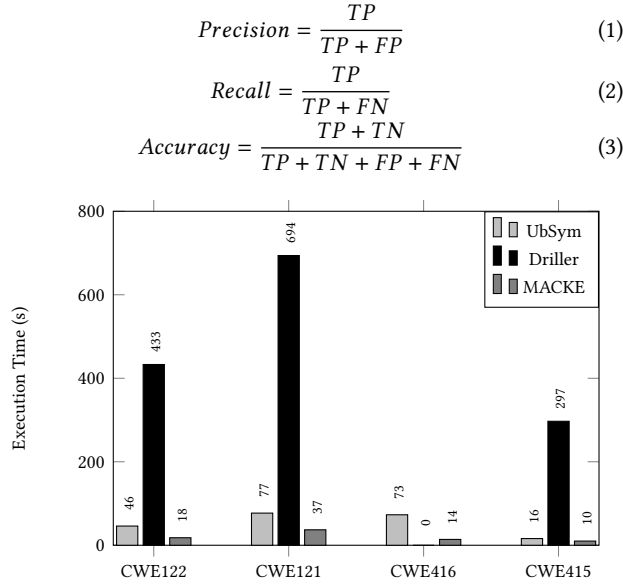 Precision = TP / (TP + FP) (1)
Recall = TP / (TP + FN) (2)
Accuracy = (TP + TN) / (TP + TN + FP + FN) (3)
Execution Time (s)
800
600
400
200
0
UbSym
Driller
MACKE
46
433
18
77
694
37
73
0
14
16
297
10
CWE122
CWE121
CWE416
CWE415